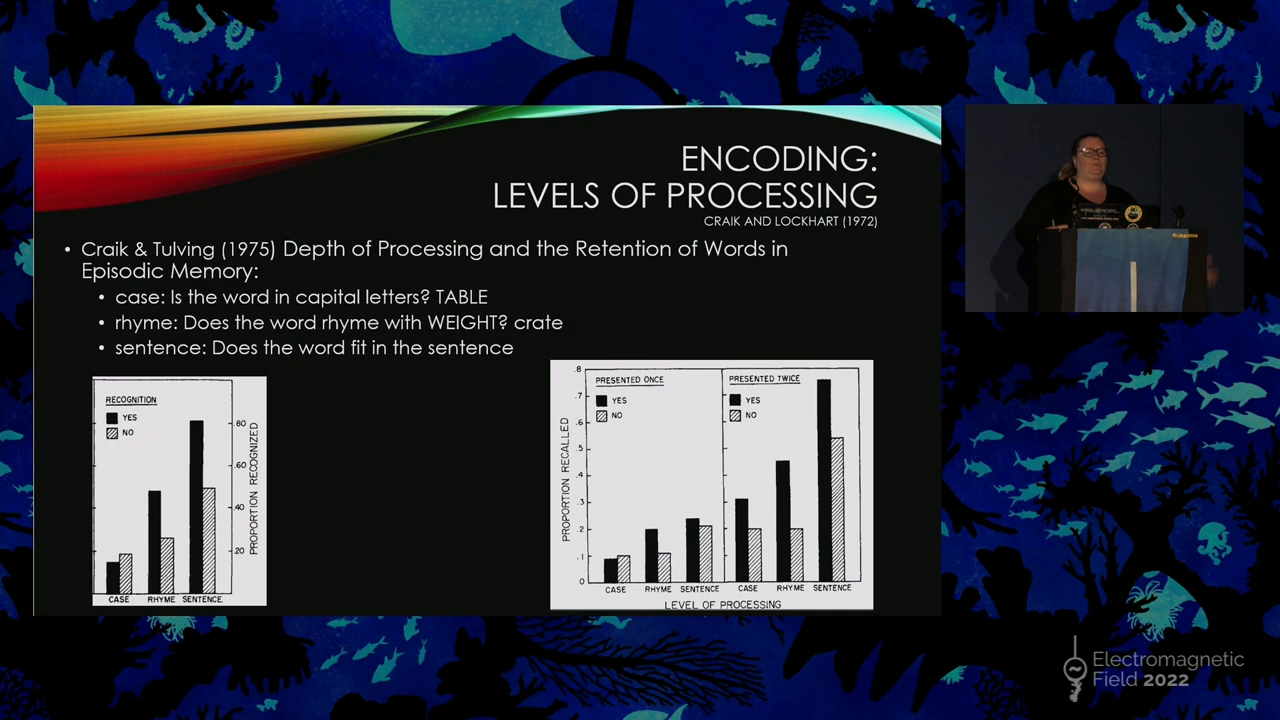 ENCODING:
LEVELS OF PROCESSING
CRAIK AND LOCKHART (1972)
• Craik & Tulving (1975) Depth of Processing and the Retention of Words in
Episodic Memory:
• case: Is the word in capital letters? TABLE
• rhyme: Does the word rhyme with WEIGHT? crate
• sentence: Does the word fit in the sentence
RECOGNITION
YES
NO
.80
.60
.40
.20
PROPORTION RECOGNIZED
CASE RHYME SENTENCE
PROPORTION RECALLED
.8
.7
.6
.5
.4
.3
.2
.1
0
PRESENTED ONCE
YES
NO
PRESENTED TWICE
YES
NO
CASE RHYME SENTENCE CASE RHYME SENTENCE
LEVEL OF PROCESSING
Electromagnetic
Field 2022